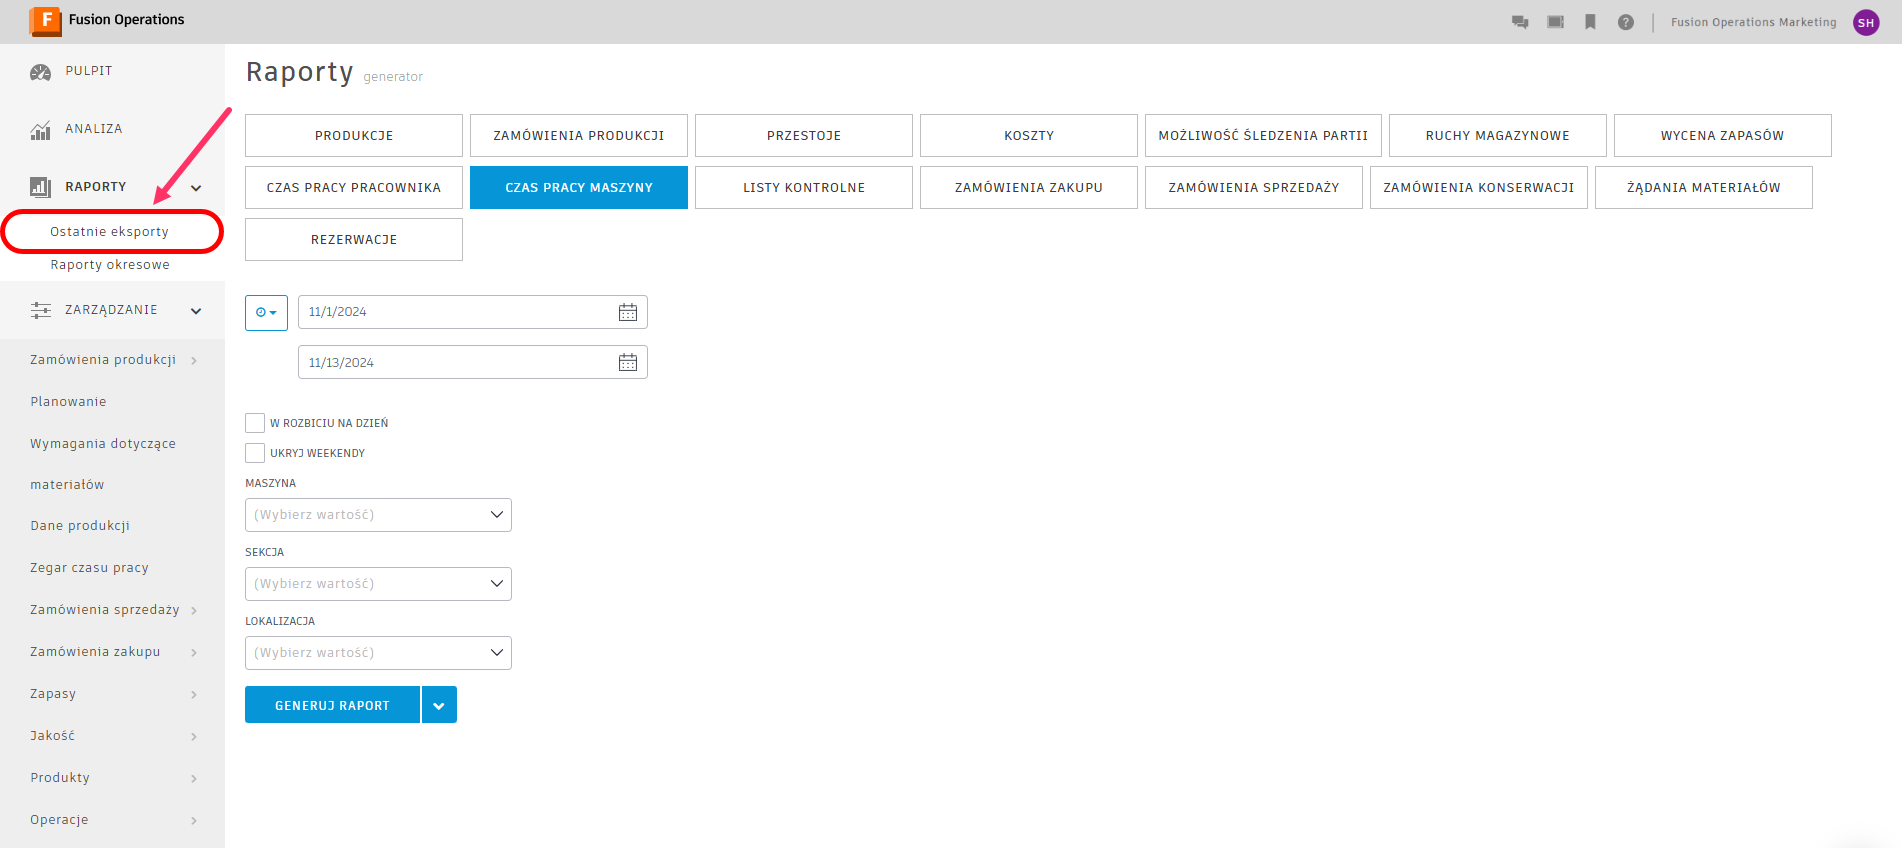 F Fusion Operations
Fusion Operations Marketing SH
PULPIT
ANALIZA
RAPORTY
Ostatnie eksporty
Raporty okresowe
ZARZĄDZANIE
Zamówienia produkcji
Planowanie
Wymagania dotyczące
materiałów
Dane produkcji
Zegar czasu pracy
Zamówienia sprzedaży
Zamówienia zakupu
Zapasy
Jakość
Produkty
Operacje
Raporty generator
PRODUKCJE ZAMÓWIENIA PRODUKCJI PRZESTOJE KOSZTY MOŻLIWOŚĆ ŚLEDZENIA PARTII RUCHY MAGAZYNOWE WYCENA ZAPASÓW
CZAS PRACY PRACOWNIKA CZAS PRACY MASZYNY LISTY KONTROLNE ZAMÓWIENIA ZAKUPU ZAMÓWIENIA SPRZEDAŻY ZAMÓWIENIA KONSERWACJI ŻĄDANIA MATERIAŁÓW
REZERWACJE
11/1/2024
11/13/2024
W ROZBICIU NA DZIEŃ
UKRYJ WEEKENDY
MASZYNA
(Wybierz wartość)
SEKCJA
(Wybierz wartość)
LOKALIZACJA
(Wybierz wartość)
GENERUJ RAPORT